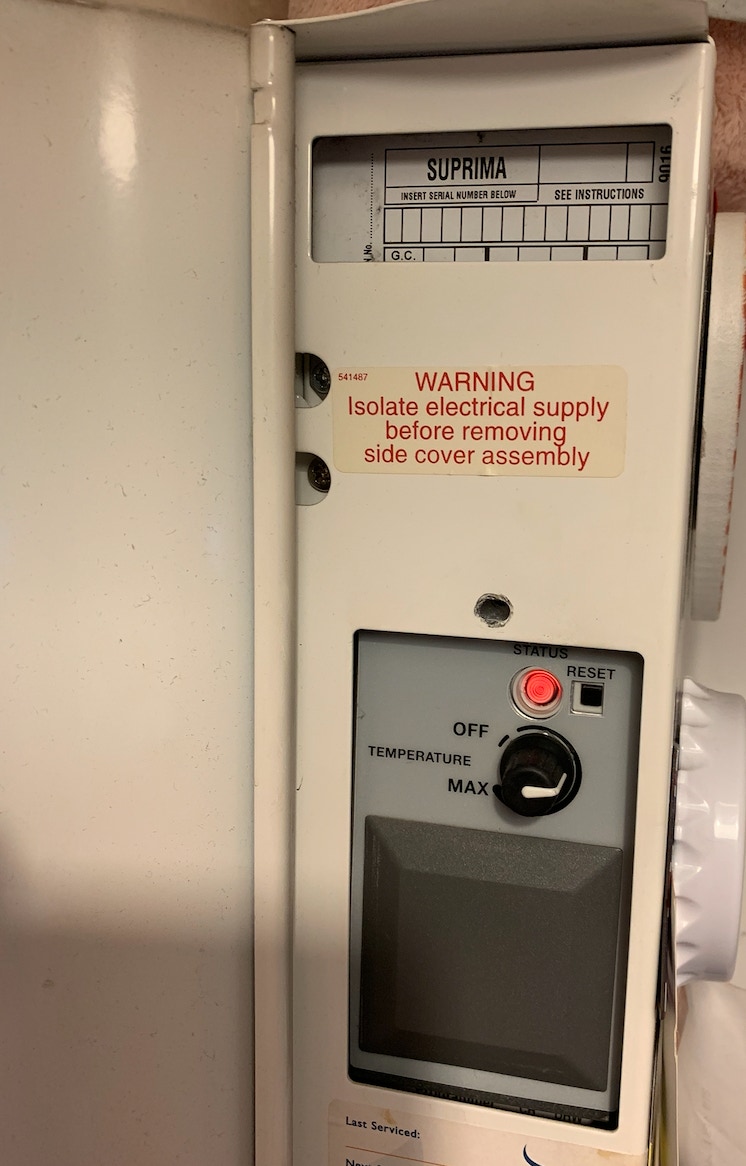 SUPRIMA
9016
INSERT SERIAL NUMBER BELOW
SEE INSTRUCTIONS
No.
G.C.
541487
WARNING
Isolate electrical supply
before removing
side cover assembly
STATUS
RESET
OFF
TEMPERATURE
MAX
Last Serviced: